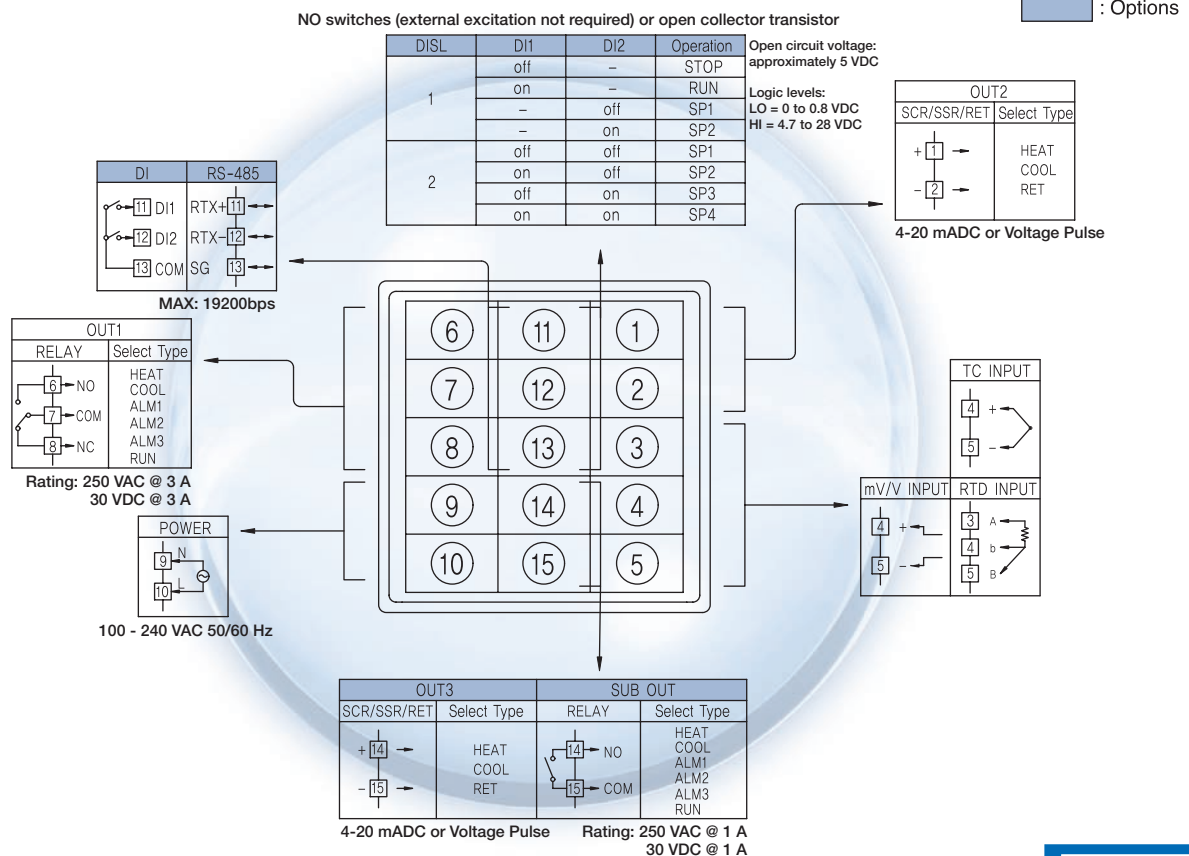 : Options
NO switches (external excitation not required) or open collector transistor
DISL DI1 DI2 Operation
1 off – STOP
on – RUN
– off SP1
– on SP2
2 off off SP1
on off SP2
off on SP3
on on SP4
Open circuit voltage:
approximately 5 VDC
Logic levels:
LO = 0 to 0.8 VDC
HI = 4.7 to 28 VDC
OUT2
SCR/SSR/RET Select Type
+ 1 HEAT
COOL
- 2 RET
4-20 mADC or Voltage Pulse
DI RS-485
11 DI1 RTX+ 11
12 DI2 RTX- 12
13 COM SG 13
MAX: 19200bps
OUT1
RELAY Select Type
6 NO
7 COM
8 NC
HEAT
COOL
ALM1
ALM2
ALM3
RUN
Rating: 250 VAC @ 3 A
30 VDC @ 3 A
POWER
9 N
10 L
100 - 240 VAC 50/60 Hz
6 11 1
7 12 2
8 13 3
9 14 4
10 15 5
TC INPUT
4 +
5 -
mV/V INPUT
4 +
5 -
RTD INPUT
3 A
4 b
5 B
OUT3
SCR/SSR/RET Select Type
+ 14 HEAT
COOL
- 15 RET
4-20 mADC or Voltage Pulse
SUB OUT
RELAY Select Type
14 NO
15 COM
HEAT
COOL
ALM1
ALM2
ALM3
RUN
Rating: 250 VAC @ 1 A
30 VDC @ 1 A